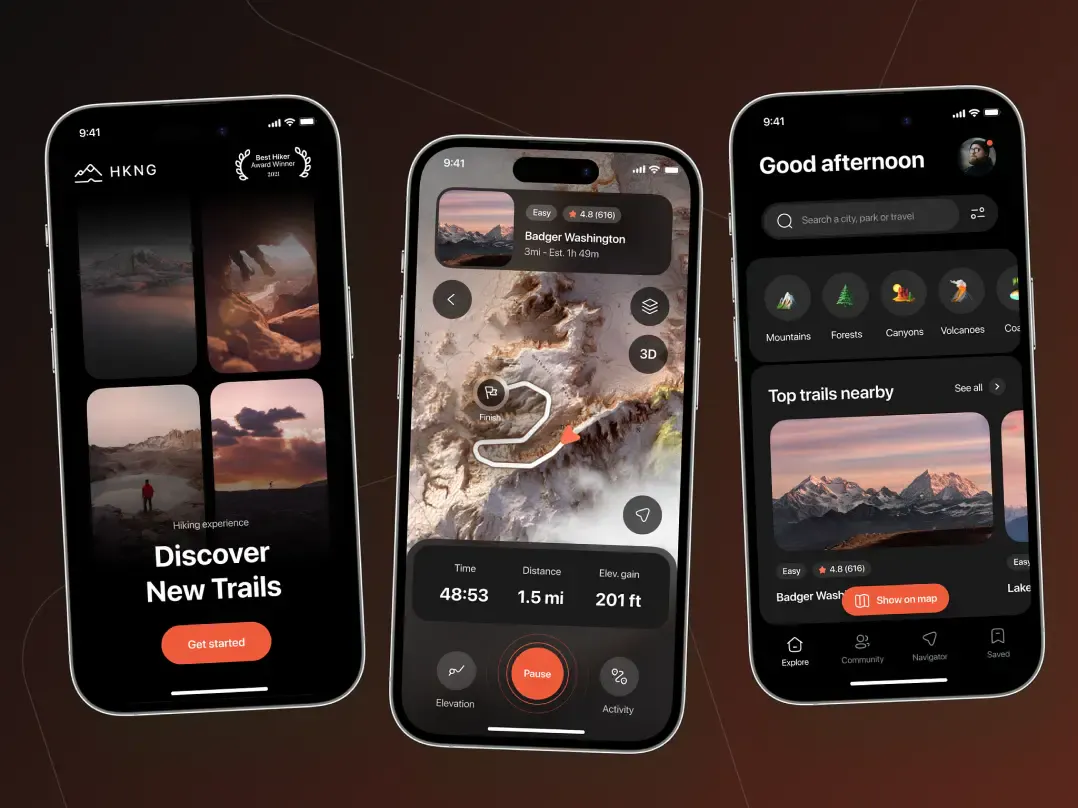 9:41
HKNG
Best Hiker
Award Winner
2021
Hiking experience
Discover
New Trails
Get started
9:41
Easy
4.8 (616)
Badger Washington
3mi - Est. 1h 49m
3D
Finish
Time
Distance
Elev. gain
48:53
1.5 mi
201 ft
Pause
Elevation
Activity
9:41
Good afternoon
Search a city, park or travel
Mountains
Forests
Canyons
Volcanoes
Coa
Top trails nearby
See all
Easy
4.8 (616)
Easy
Badger Wash
Lake
Show on map
Explore
Community
Navigator
Saved